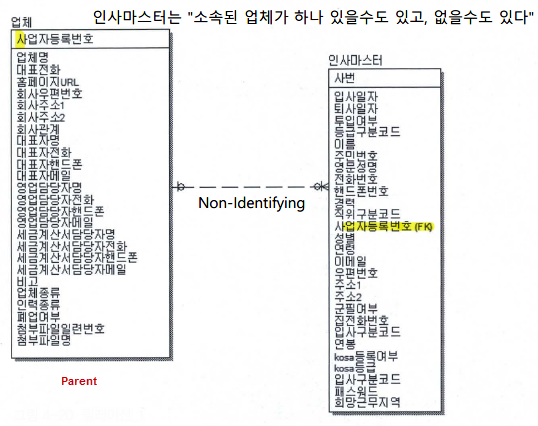 인사마스터는 "소속된 업체가 하나 있을수도 있고, 없을수도 있다"
업체
사업자등록번호
업체명
대표전화
홈페이지URL
회사우편번호
회사주소1
회사주소2
회사관계
대표자명
대표자전화
대표자핸드폰
대표자메일
영업담당자명
영업담당자전화
영업담당자핸드폰
영업담당자메일
세금계산서담당자명
세금계산서담당자전화
세금계산서담당자핸드폰
세금계산서담당자메일
비고
업체종류
인력종류
폐업여부
첨부파일일련번호
첨부파일명
Parent
Non-Identifying
인사마스터
사번
입사일자
퇴사일자
투입여부
등급구분코드
이름
주민번호
영문성명
전화번호
핸드폰번호
경력
직위구분코드
사업자등록번호 (FK)
성별
연령
이메일
우편번호
주소1
주소2
군필여부
집전화번호
입사구분코드
연봉
kosa등록여부
kosa등급
입사구분코드
패스워드
희망근무지역